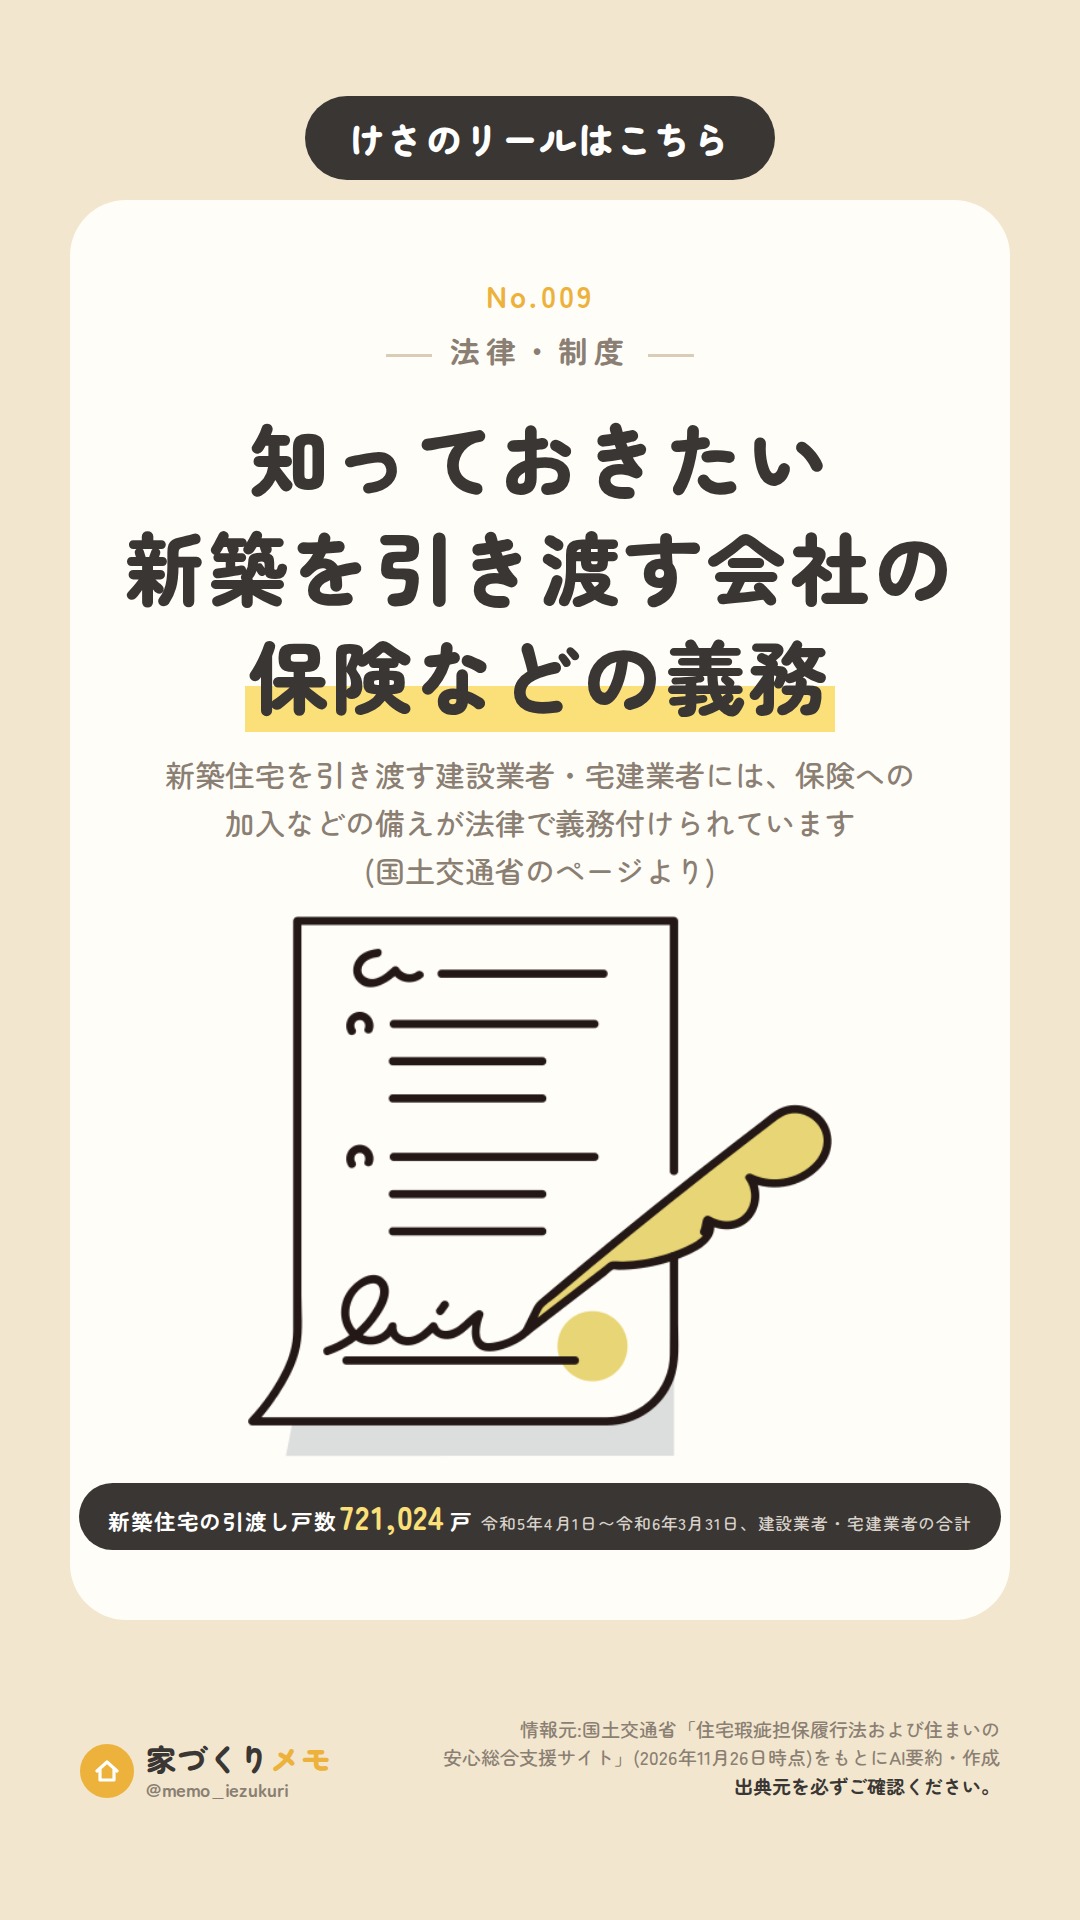 けさのリールはこちら
No.009
法律・制度
知っておきたい
新築を引き渡す会社の
保険などの義務
新築住宅を引き渡す建設業者・宅建業者には、保険への
加入などの備えが法律で義務付けられています
(国土交通省のページより)
新築住宅の引渡し戸数721,024戸 令和5年4月1日〜令和6年3月31日、建設業者・宅建業者の合計
家づくりメモ
@memo_iezukuri
情報元:国土交通省「住宅瑕疵担保履行法および住まいの
安心総合支援サイト」(2026年11月26日時点)をもとにAI要約・作成
出典元を必ずご確認ください。